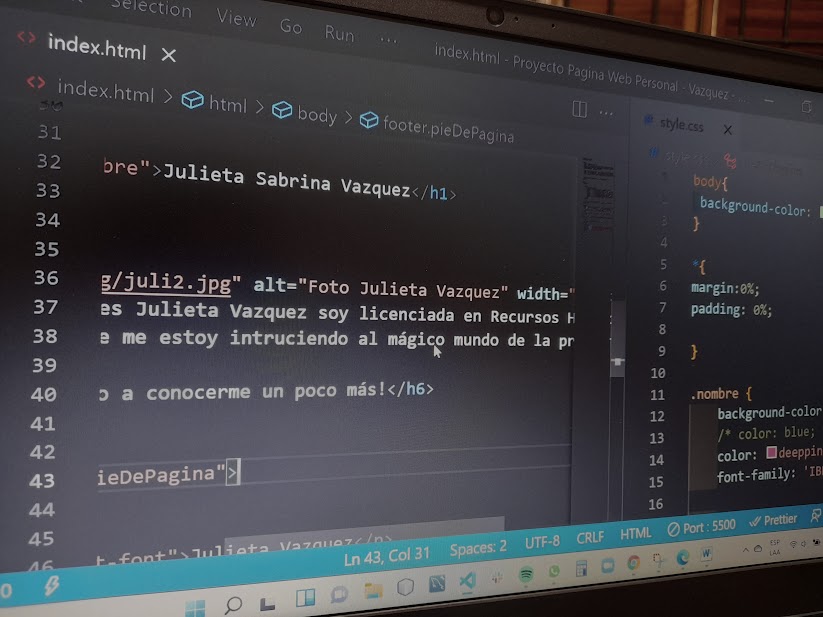 Selection View Go Run ...
index.html - Proyecto Pagina Web Personal - Vazquez - ...
index.html
index.html > html > body > footer.pieDePagina
31
32 bre">Julieta Sabrina Vazquez</h1>
33
34
35
36 g/juli2.jpg" alt="Foto Julieta Vazquez" width="
37 es Julieta Vazquez soy licenciada en Recursos H
38 e me estoy intruciendo al mágico mundo de la pr
39
40 o a conocerme un poco más!</h6>
41
42
43 ieDePagina">
44
45 t-font">Julieta Vazquez</p>
46
style.css
body{
2 background-color:
3 }
4
5 *{
6 margin:0%;
7 padding: 0%;
8
9 }
10
11 .nombre {
12 background-color
13 /* color: blue;
14 color: deeppin
15 font-family: 'IB
16
Ln 43, Col 31 Spaces: 2 UTF-8 CRLF HTML Port : 5500 Prettier
ESP
LAA